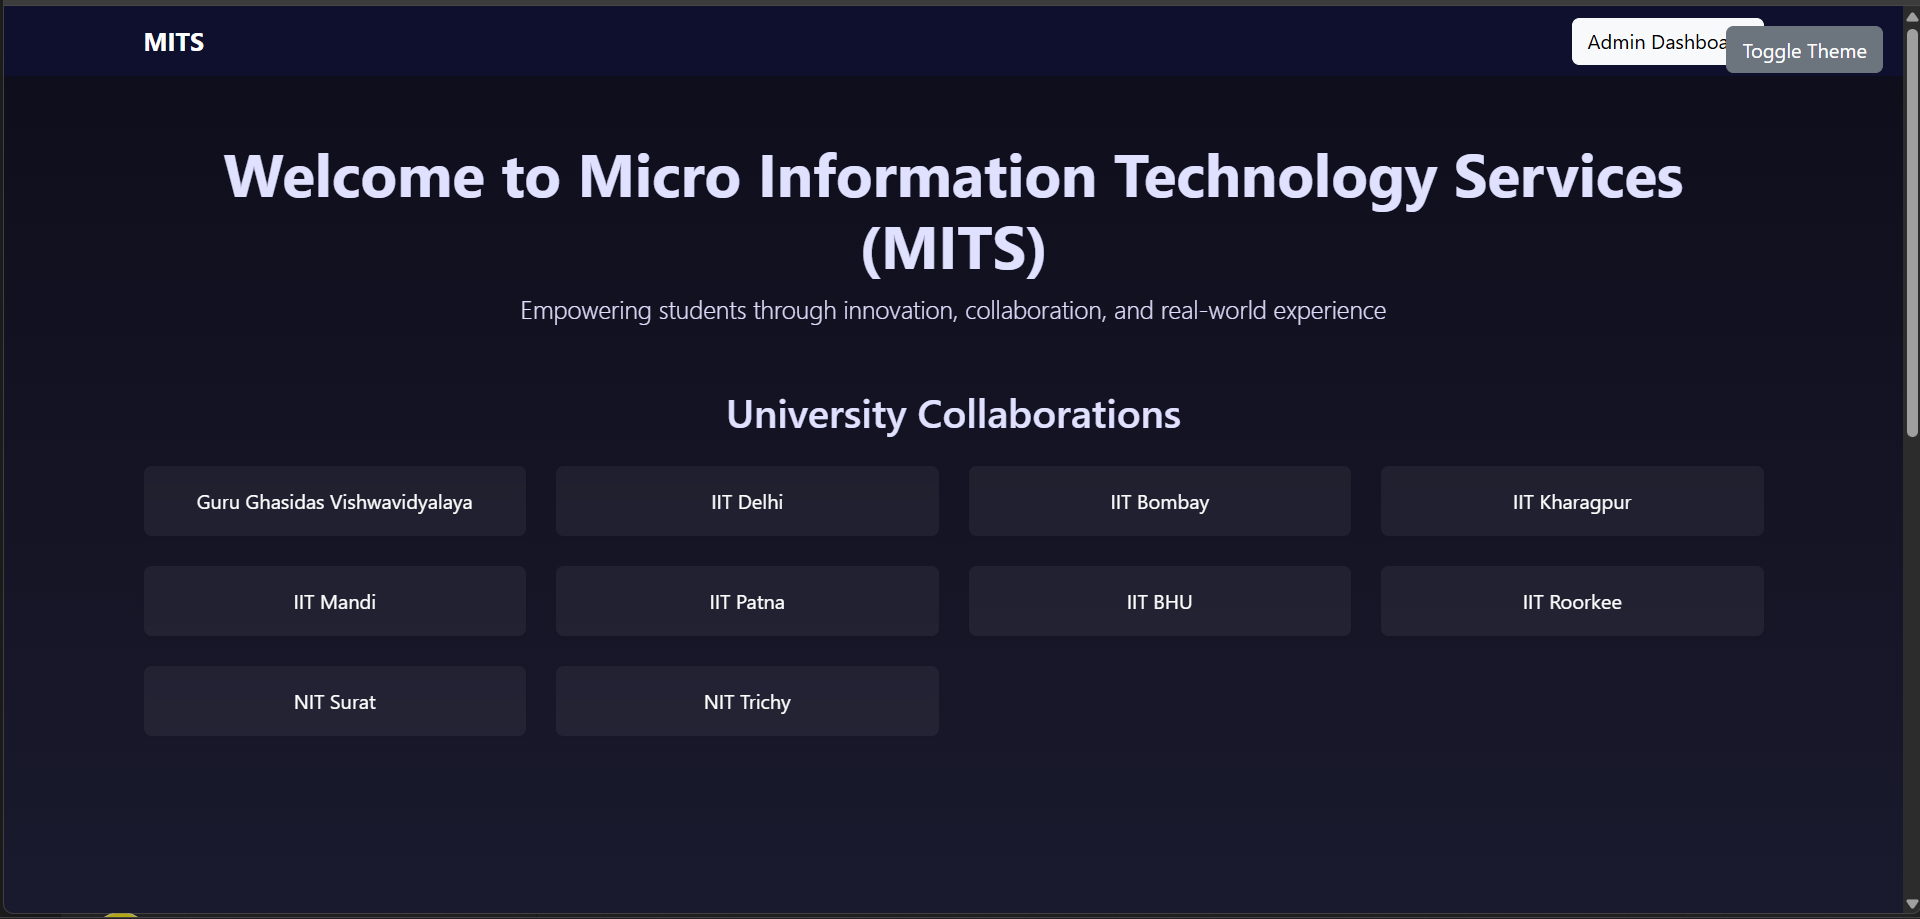 MITS
Admin Dashboa
Toggle Theme
Welcome to Micro Information Technology Services
(MITS)
Empowering students through innovation, collaboration, and real-world experience
University Collaborations
Guru Ghasidas Vishwavidyalaya
IIT Delhi
IIT Bombay
IIT Kharagpur
IIT Mandi
IIT Patna
IIT BHU
IIT Roorkee
NIT Surat
NIT Trichy